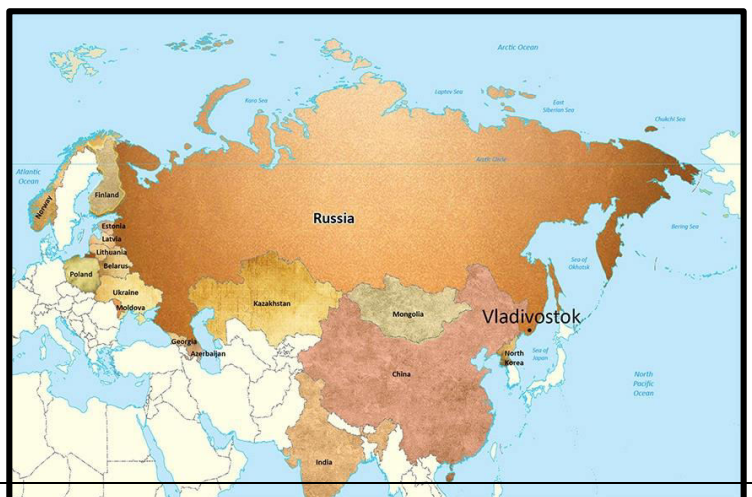 Arctic Ocean
Kara Sea
Laptev Sea
East
Siberian Sea
Chukchi Sea
Arctic Circle
Atlantic
Ocean
Norway
Finland
Russia
Bering Sea
Estonia
Latvia
Lithuania
Belarus
Poland
Ukraine
Moldova
Kazakhstan
Mongolia
Sea of
Okhotsk
Vladivostok
Georgia
Azerbaijan
North
Korea
Sea of
Japan
China
North
Pacific
Ocean
India